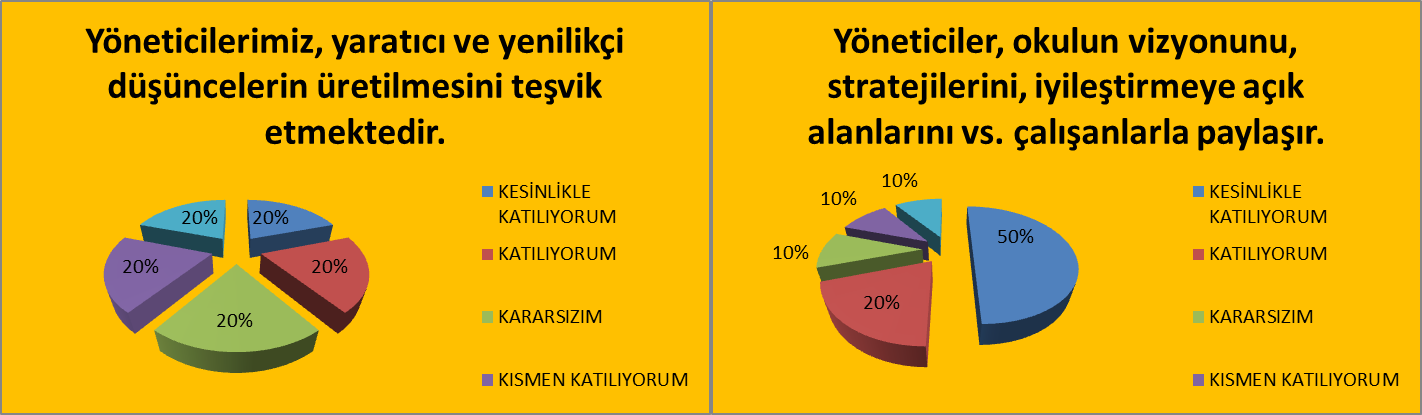 Yöneticilerimiz, yaratıcı ve yenilikçi
düşüncelerin üretilmesini teşvik
etmektedir.
20%
20%
20%
20%
20%
KESİNLİKLE
KATILIYORUM
KATILIYORUM
KARARSIZIM
KISMEN KATILIYORUM
Yöneticiler, okulun vizyonunu,
stratejilerini, iyileştirmeye açık
alanlarını vs. çalışanlarla paylaşır.
10%
10%
50%
10%
20%
KESİNLİKLE
KATILIYORUM
KATILIYORUM
KARARSIZIM
KISMEN KATILIYORUM